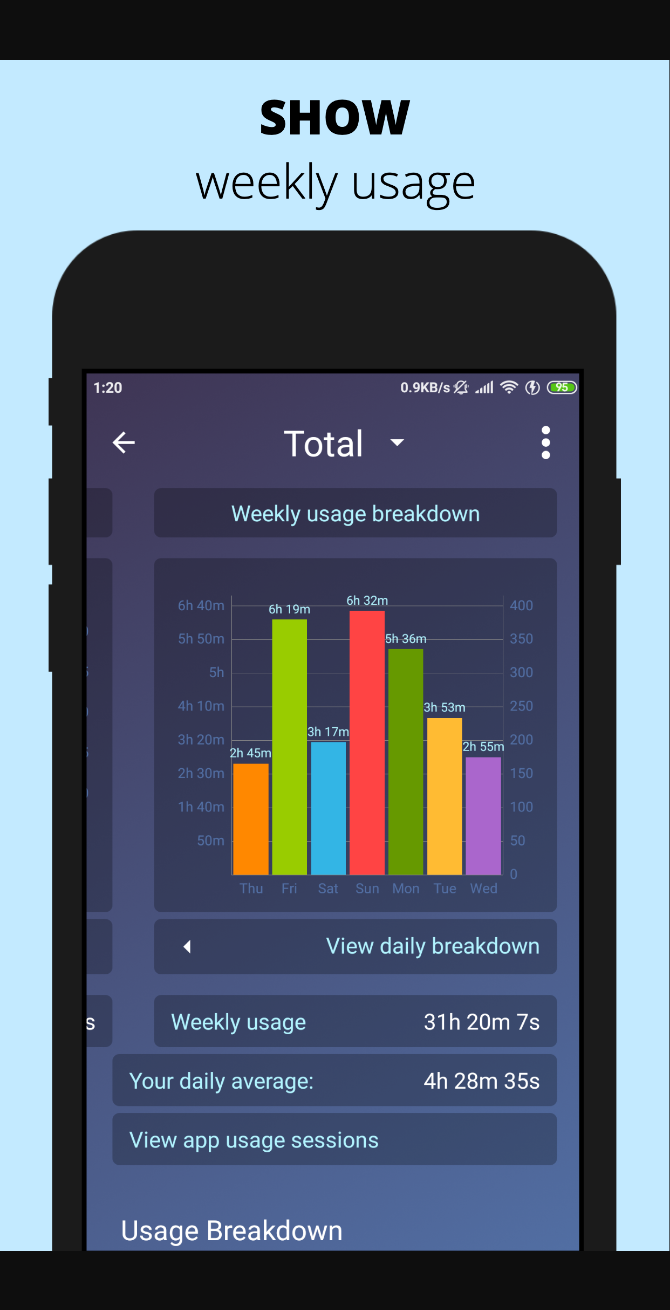 SHOW
weekly usage
1:20
0.9KB/s
95
Total
Weekly usage breakdown
6h 40m
5h 50m
5h
4h 10m
3h 20m
2h 30m
1h 40m
50m
2h 45m
6h 19m
3h 17m
6h 32m
5h 36m
3h 53m
2h 55m
400
350
300
250
200
150
100
50
0
Thu Fri Sat Sun Mon Tue Wed
View daily breakdown
s
Weekly usage 31h 20m 7s
Your daily average: 4h 28m 35s
View app usage sessions
Usage Breakdown